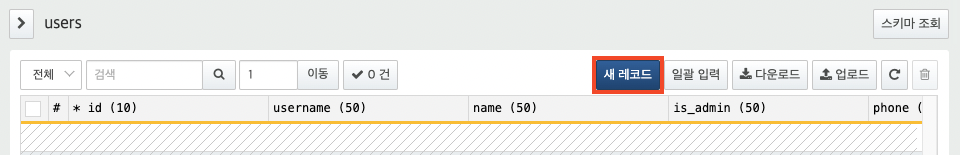 users 스키마 조회
전체 검색 1 이동 0 건 새 레코드 일괄 입력 다운로드 업로드
# * id (10) username (50) name (50) is_admin (50) phone (